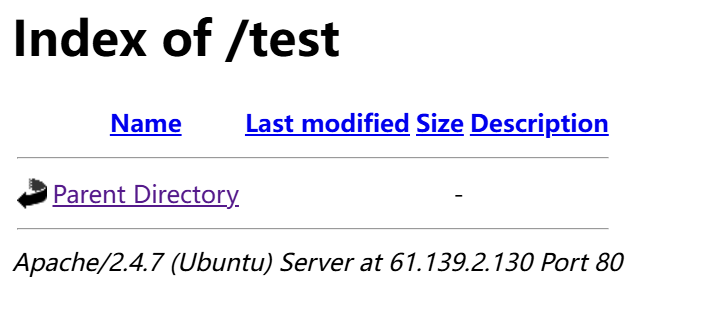 Index of /test
Name Last modified Size Description
Parent Directory -
Apache/2.4.7 (Ubuntu) Server at 61.139.2.130 Port 80